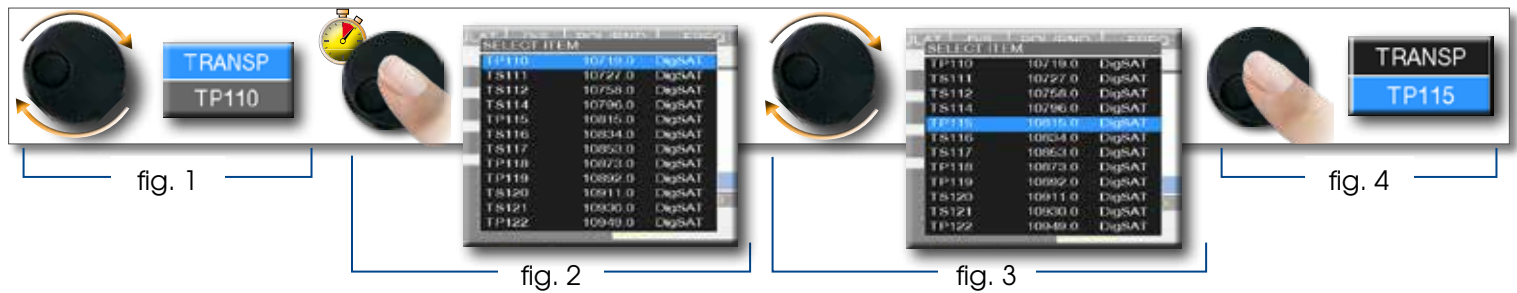 TRANSP
TP110
SELECT ITEM
TP110 10719.0 DigSAT
TS111 10727.0 DigSAT
TS112 10758.0 DigSAT
TS114 10796.0 DigSAT
TP115 10815.0 DigSAT
TS116 10834.0 DigSAT
TS117 10853.0 DigSAT
TP118 10873.0 DigSAT
TP119 10892.0 DigSAT
TS120 10911.0 DigSAT
TS121 10930.0 DigSAT
TP122 10949.0 DigSAT
SELECT ITEM
TP110 10719.0 DigSAT
TS111 10727.0 DigSAT
TS112 10758.0 DigSAT
TS114 10796.0 DigSAT
TP115 10815.0 DigSAT
TS116 10834.0 DigSAT
TS117 10853.0 DigSAT
TP118 10873.0 DigSAT
TP119 10892.0 DigSAT
TS120 10911.0 DigSAT
TS121 10930.0 DigSAT
TP122 10949.0 DigSAT
TRANSP
TP115
fig. 1
fig. 2
fig. 3
fig. 4